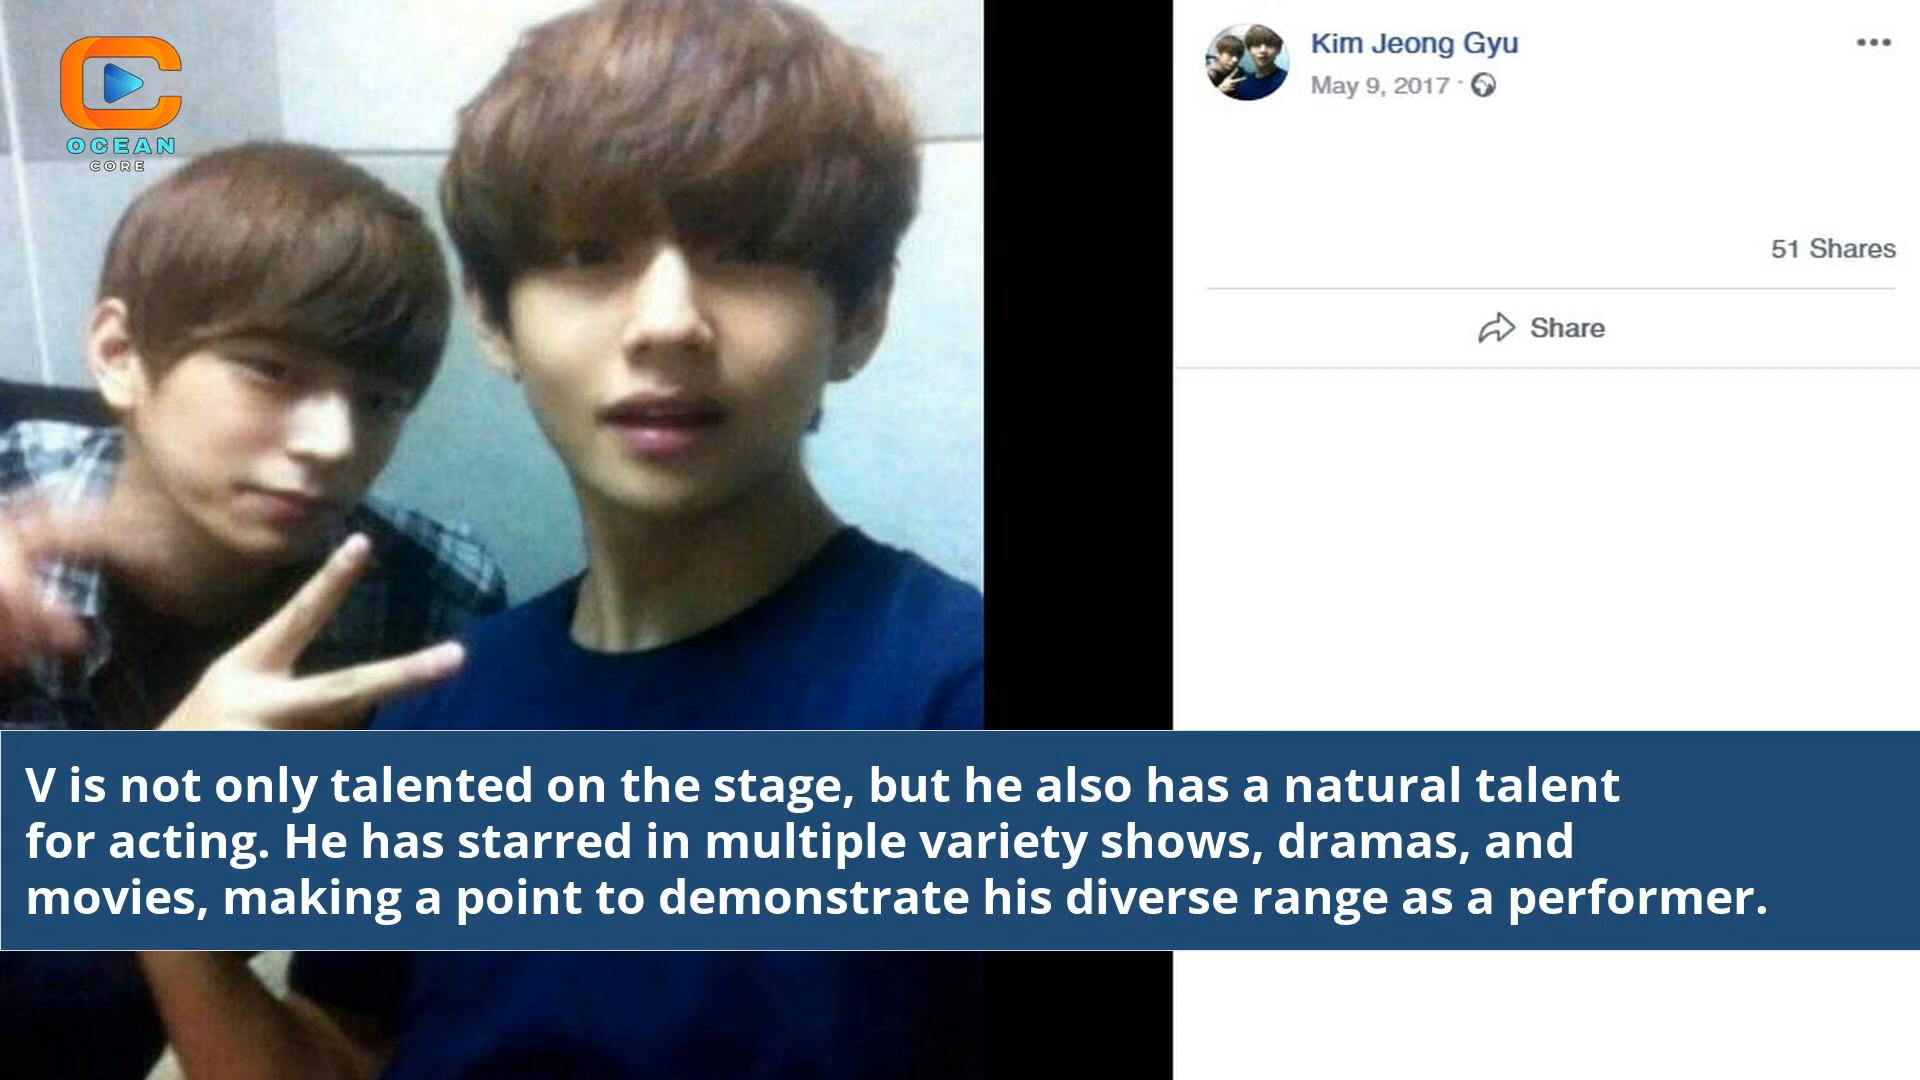 OCEAN
CORE
Kim Jeong Gyu
May 9, 2017 ·
51 Shares
Share
V is not only talented on the stage, but he also has a natural talent
for acting. He has starred in multiple variety shows, dramas, and
movies, making a point to demonstrate his diverse range as a performer.